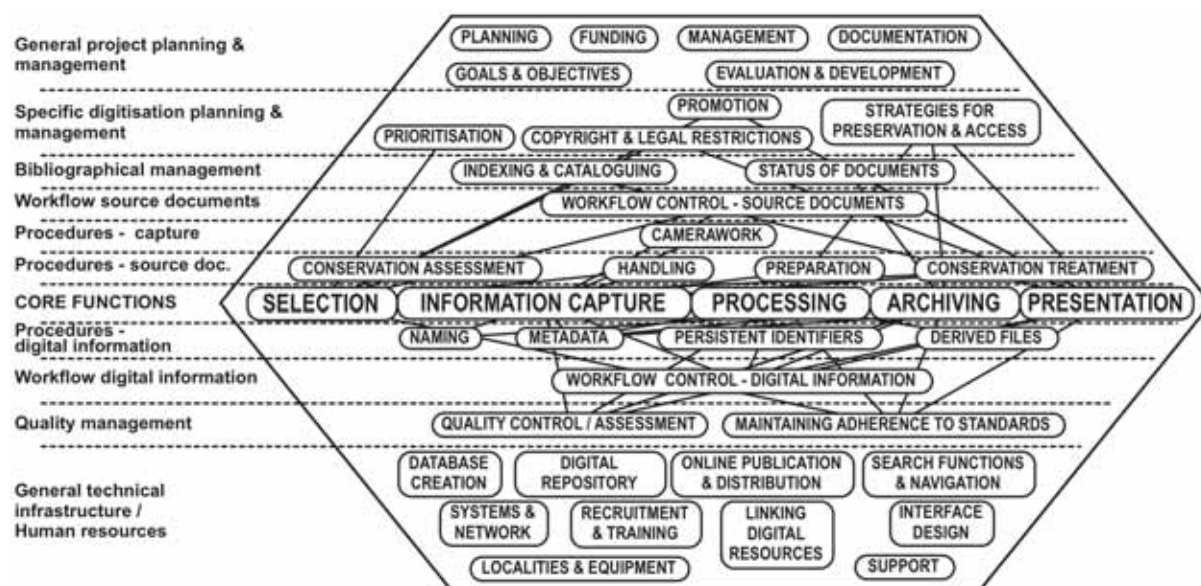 General project planning &
management
PLANNING
FUNDING
MANAGEMENT
DOCUMENTATION
GOALS & OBJECTIVES
EVALUATION & DEVELOPMENT
Specific digitisation planning &
management
PROMOTION
STRATEGIES FOR
PRESERVATION & ACCESS
PRIORITISATION
COPYRIGHT & LEGAL RESTRICTIONS
Bibliographical management
INDEXING & CATALOGUING
STATUS OF DOCUMENTS
Workflow source documents
WORKFLOW CONTROL - SOURCE DOCUMENTS
Procedures - capture
CAMERAWORK
Procedures - source doc.
CONSERVATION ASSESSMENT
HANDLING
PREPARATION
CONSERVATION TREATMENT
CORE FUNCTIONS
SELECTION
INFORMATION CAPTURE
PROCESSING
ARCHIVING
PRESENTATION
Procedures -
digital information
NAMING
METADATA
PERSISTENT IDENTIFIERS
DERIVED FILES
Workflow digital information
WORKFLOW CONTROL - DIGITAL INFORMATION
Quality management
QUALITY CONTROL / ASSESSMENT
MAINTAINING ADHERENCE TO STANDARDS
General technical
infrastructure /
Human resources
DATABASE
CREATION
DIGITAL
REPOSITORY
ONLINE PUBLICATION
& DISTRIBUTION
SEARCH FUNCTIONS
& NAVIGATION
SYSTEMS &
NETWORK
RECRUITMENT
& TRAINING
LINKING
DIGITAL
RESOURCES
INTERFACE
DESIGN
LOCALITIES & EQUIPMENT
SUPPORT